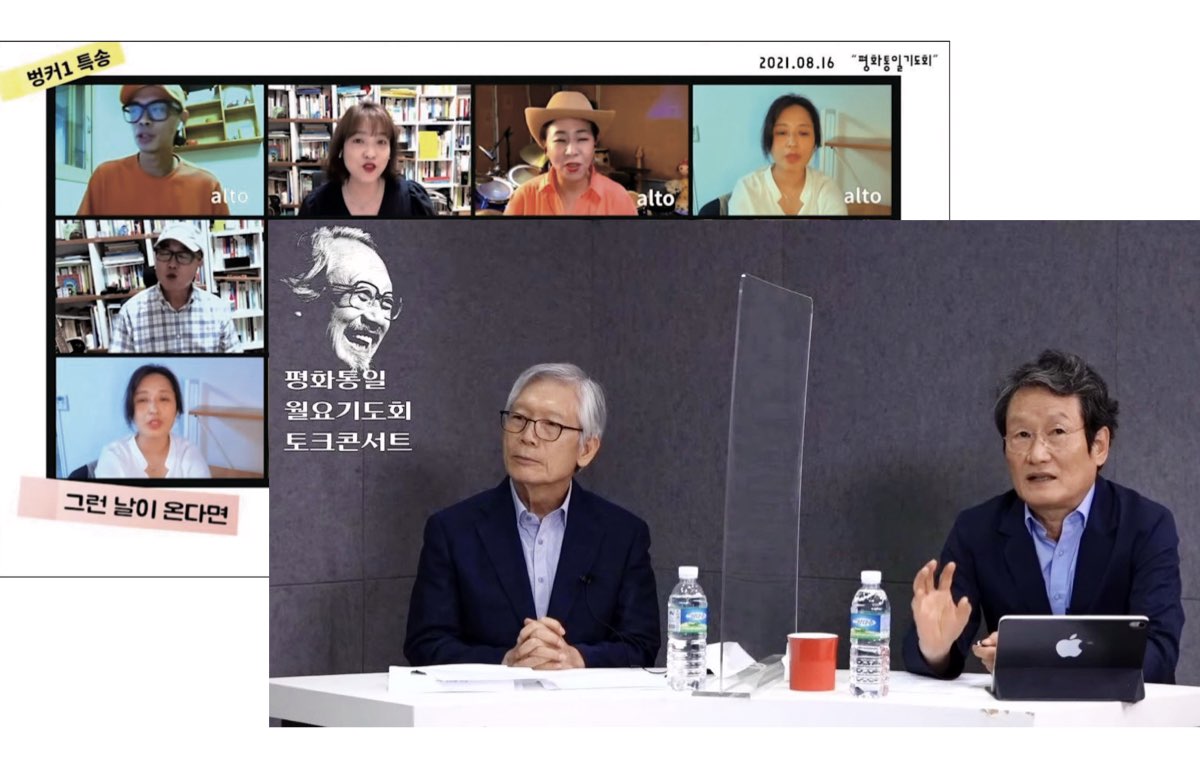 벙커1 특송
2021.08.16 "평화통일기도회"
alto
alto
alto
평화통일
월요기도회
토크콘서트
그런 날이 온다면